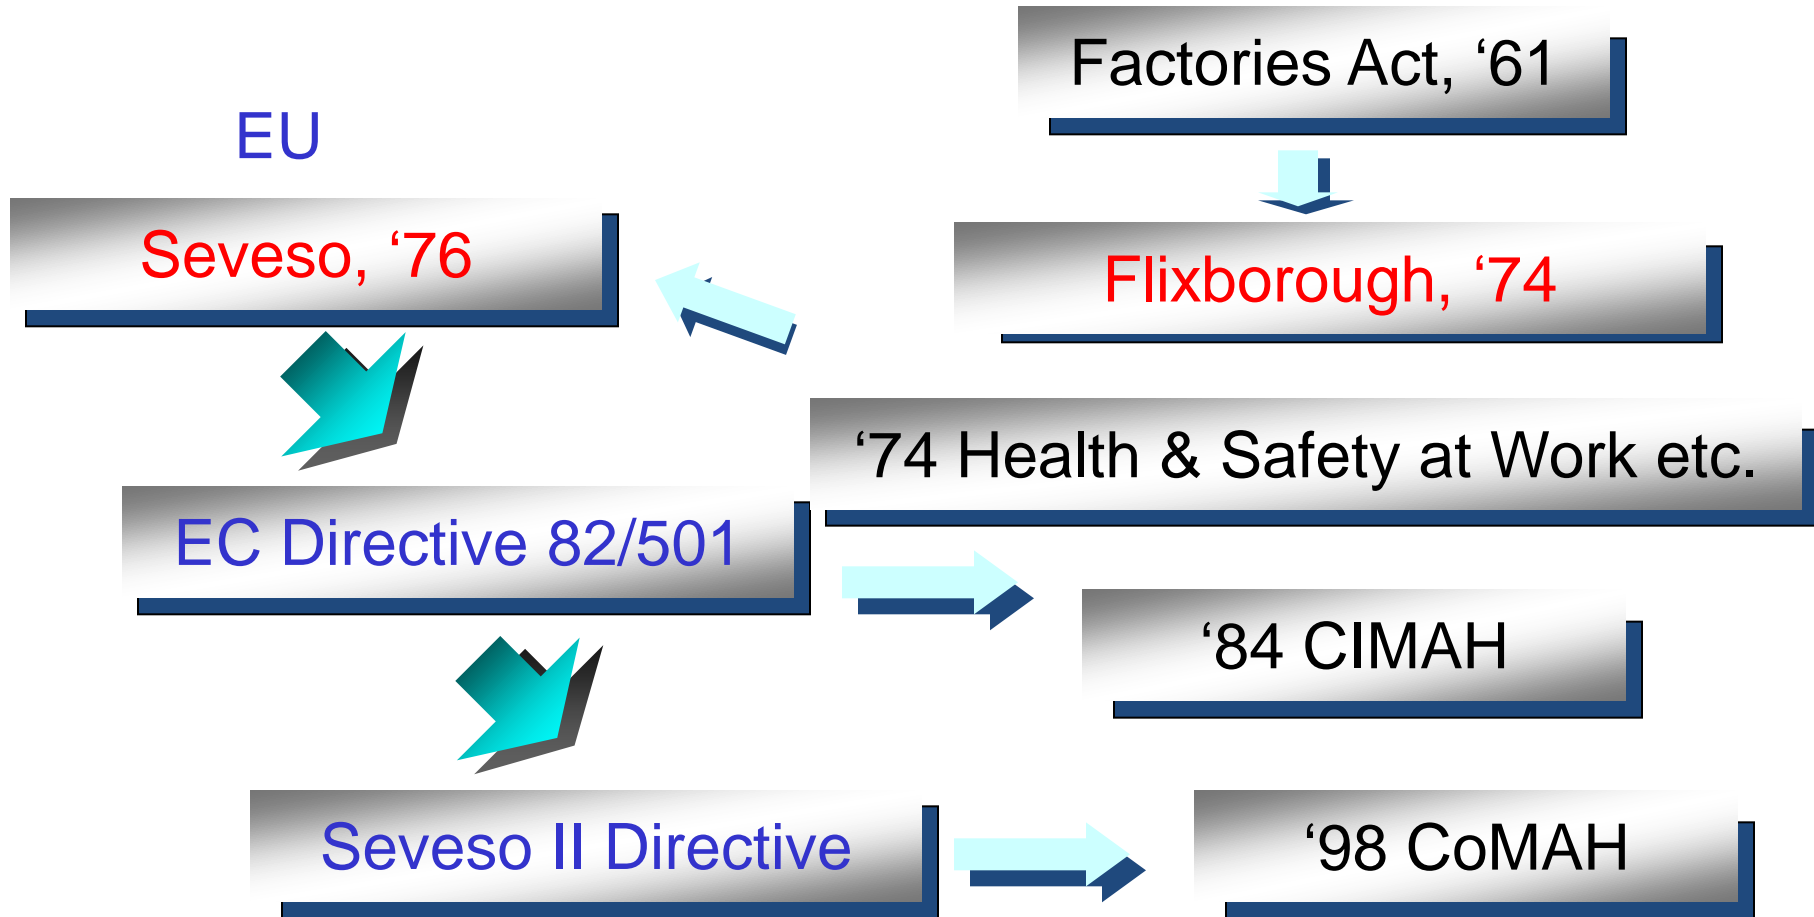 Factories Act, ‘61
EU
Seveso, ‘76
Flixborough, ‘74
‘74 Health & Safety at Work etc.
EC Directive 82/501
‘84 CIMAH
Seveso II Directive
‘98 CoMAH